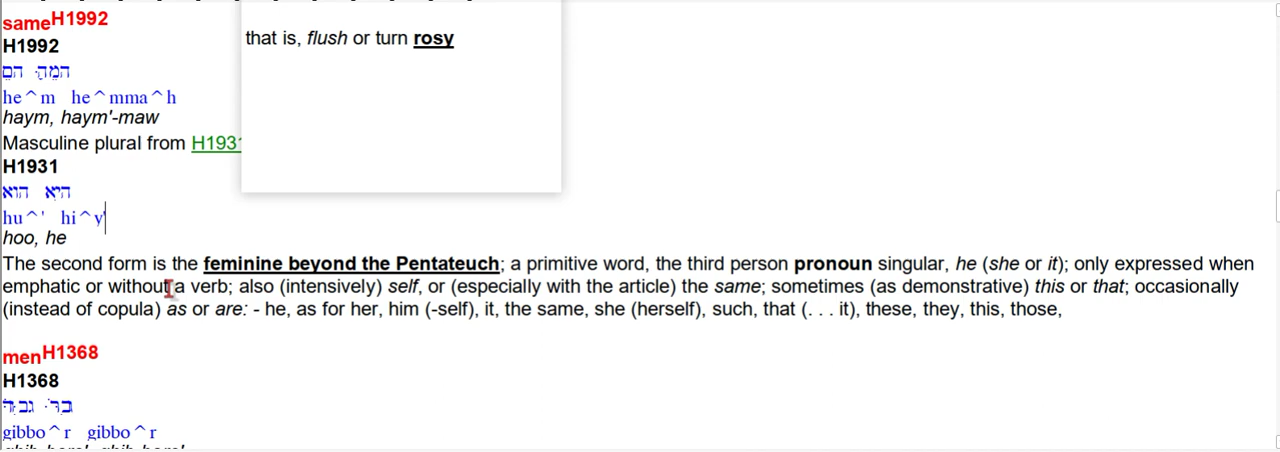 sameH1992
that is, flush or turn rosy
H1992
הם המה
he^m he^mma^h
haym, haym'-maw
Masculine plural from H1931
H1931
הוא היא
hu^' hi^y'
hoo, he
The second form is the feminine beyond the Pentateuch; a primitive word, the third person pronoun singular, he (she or it); only expressed when
emphatic or without a verb; also (intensively) self, or (especially with the article) the same; sometimes (as demonstrative) this or that; occasionally
(instead of copula) as or are: - he, as for her, him (-self), it, the same, she (herself), such, that (. . . it), these, they, this, those,
menH1368
H1368
gibbo^r gibbo^r